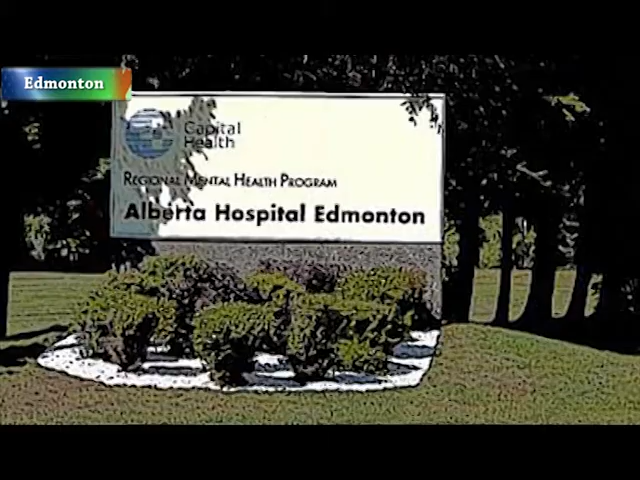 Edmonton
Capital
Health
REGIONAL MENTAL HEALTH PROGRAM
Alberta Hospital Edmonton